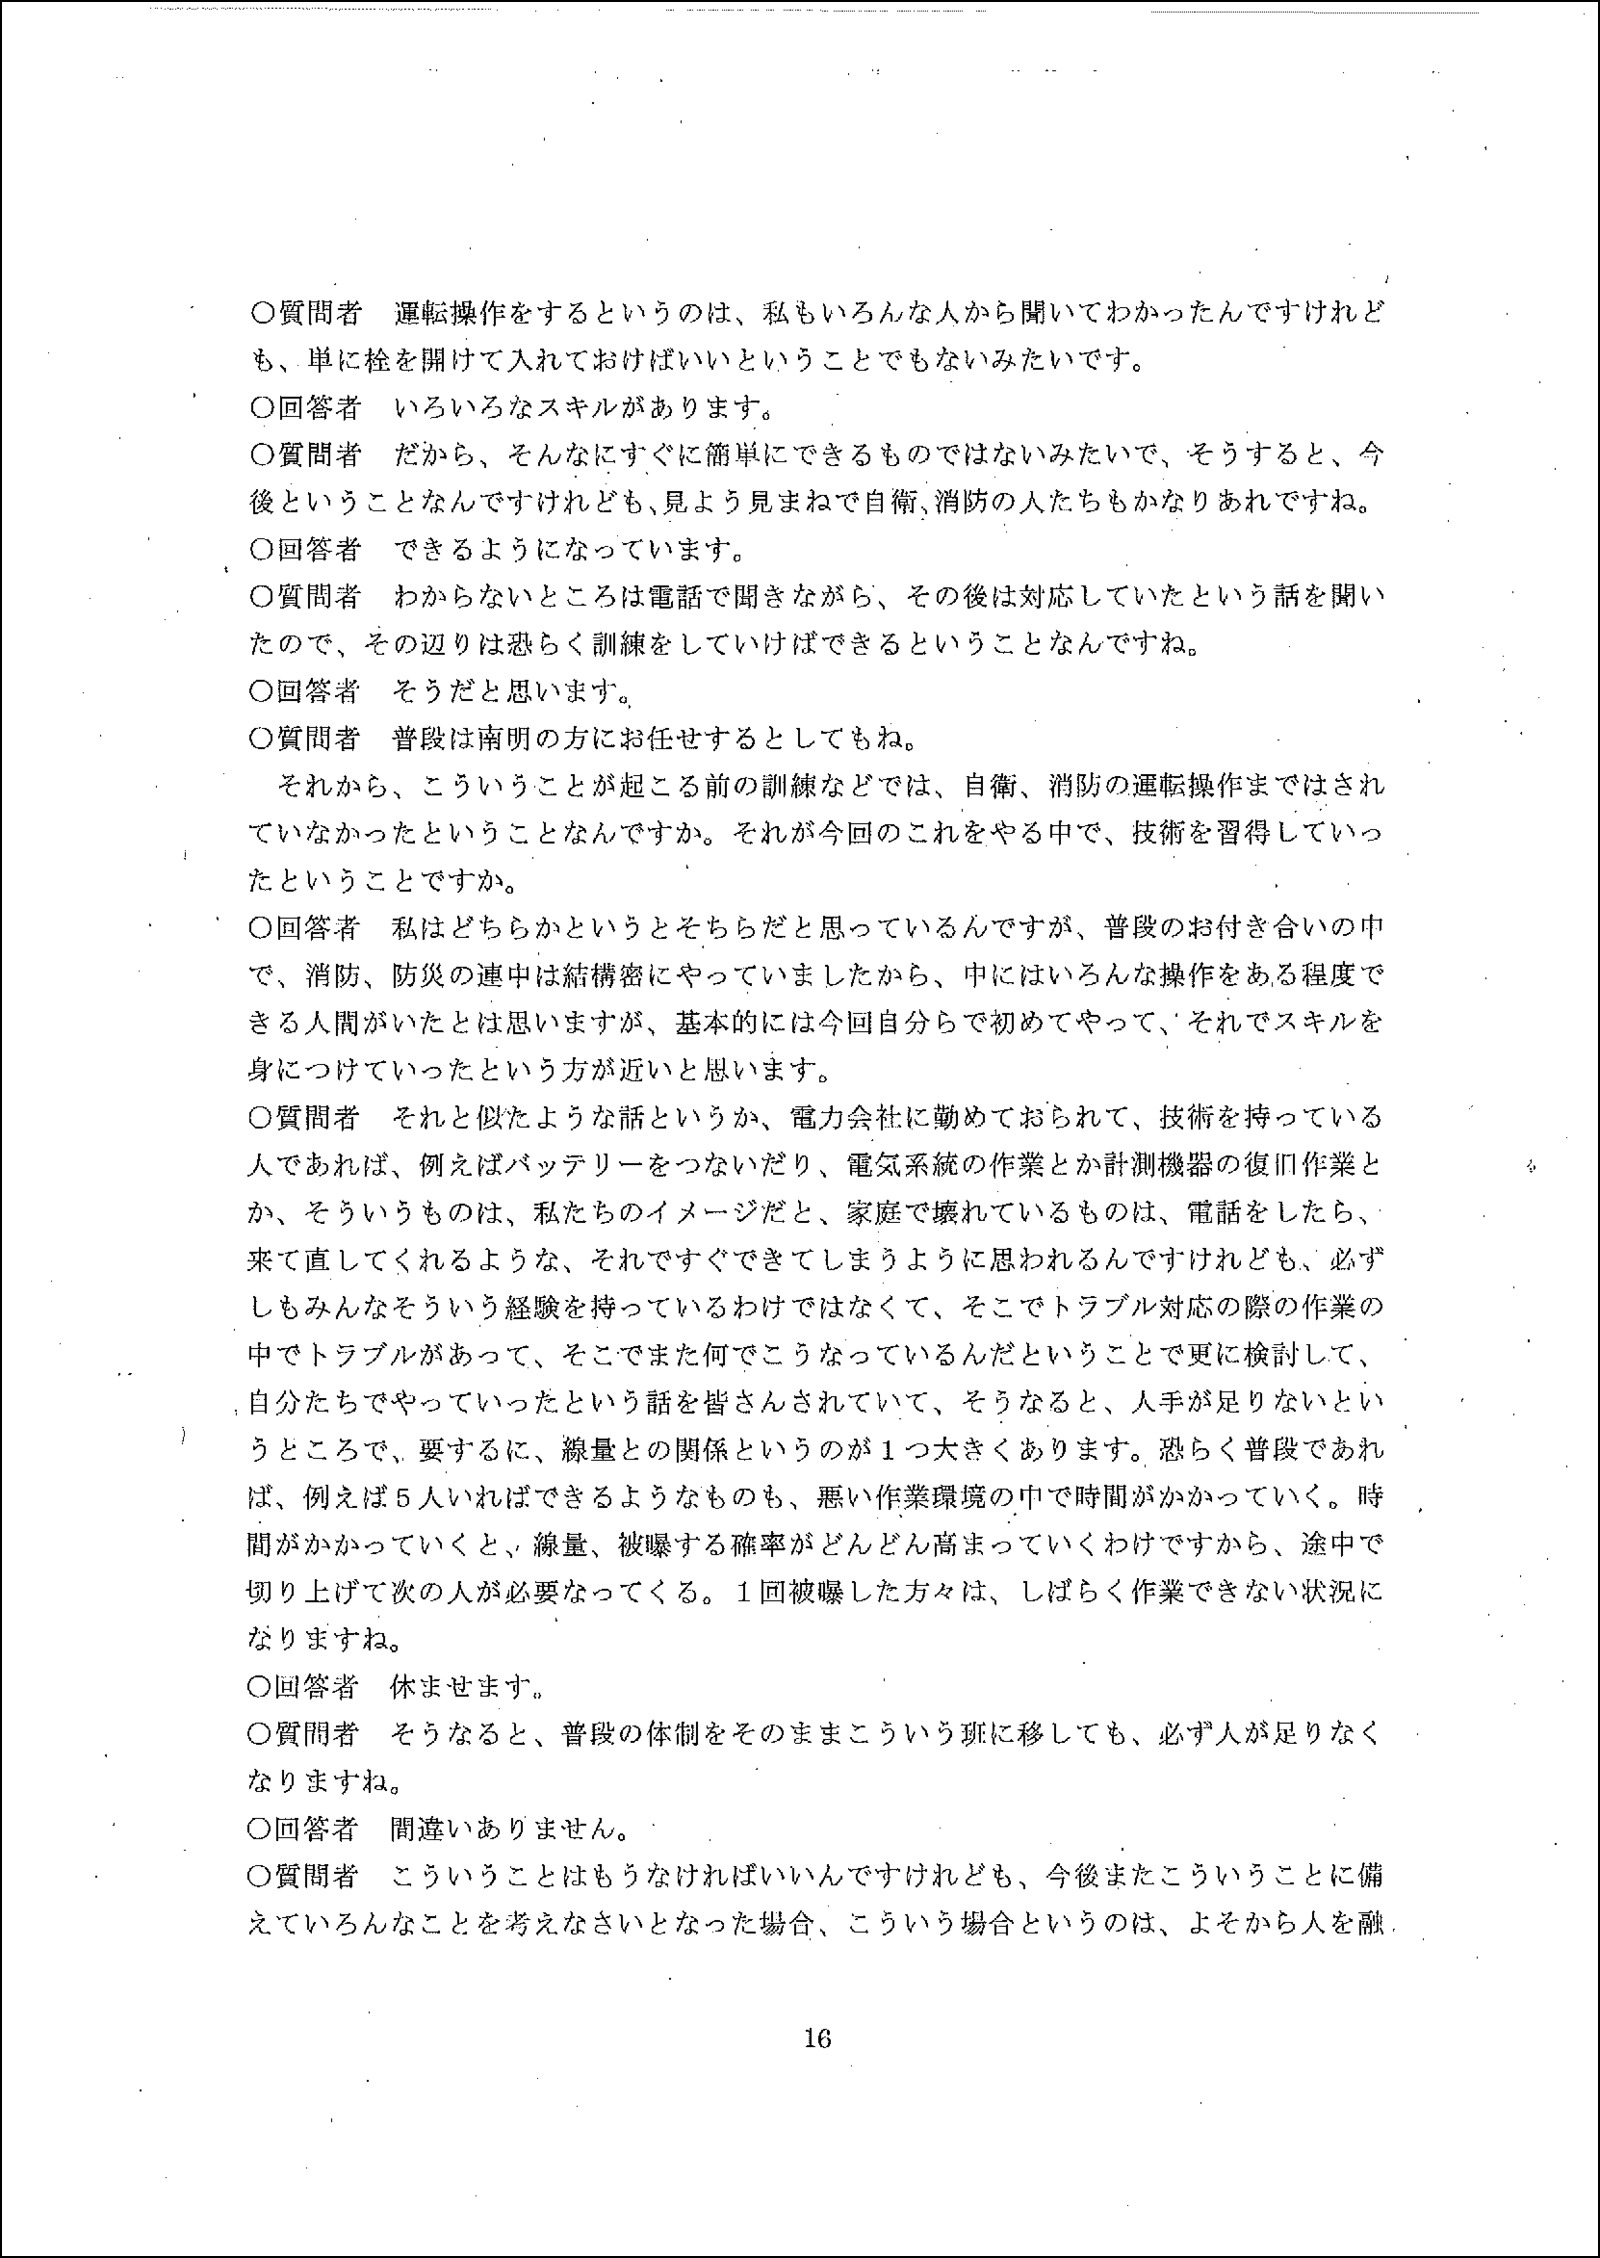 ○質問者　運転操作をするというのは、私もいろんな人から聞いてわかったんですけれど
も、単に栓を開けて入れておけばいいということでもないみたいです。
○回答者　いろいろなスキルがあります。
○質問者　だから、そんなにすぐに簡単にできるものではないみたいで、そうすると、今
後ということなんですけれども、見よう見まねで自衛、消防の人たちもかなりあれですね。
○回答者　できるようになっています。
○質問者　わからないところは電話で聞きながら、その後は対応していたという話を聞い
たので、その辺りは恐らく訓練をしていけばできるということなんですね。
○回答者　そうだと思います。
○質問者　普段は南明の方にお任せするとしてもね。
　それから、こういうことが起こる前の訓練などでは、自衛、消防の運転操作まではされ
ていなかったということなんですか。それが今回のこれをやる中で、技術を習得していっ
たということですか。
○回答者　私はどちらかというとそちらだと思っているんですが、普段のお付き合いの中
で、消防、防災の連中は結構密にやっていましたから、中にはいろんな操作をある程度で
きる人間がいたとは思いますが、基本的には今回自分らで初めてやって、それでスキルを
身につけていったという方が近いと思います。
○質問者　それと似たような話というか、電力会社に勤めておられて、技術を持っている
人であれば、例えばバッテリーをつないだり、電気系統の作業とか計測機器の復旧作業と
か、そういうものは、私たちのイメージだと、家庭で壊れているものは、電話をしたら、
来て直してくれるような、それですぐできてしまうように思われるんですけれども、必ず
しもみんなそういう経験を持っているわけではなくて、そこでトラブル対応の際の作業の
中でトラブルがあって、そこでまた何でこうなっているんだということで更に検討して、
自分たちでやっていったという話を皆さんされていて、そうなると、人手が足りないとい
うところで、要するに、線量との関係というのが１つ大きくあります。恐らく普段であれ
ば、例えば５人いればできるようなものも、悪い作業環境の中で時間がかかっていく。時
間がかかっていくと、線量、被曝する確率がどんどん高まっていくわけですから、途中で
切り上げて次の人が必要なってくる。１回被曝した方々は、しばらく作業できない状況に
なりますね。
○回答者　休ませます。
○質問者　そうなると、普段の体制をそのままこういう班に移しても、必ず人が足りなく
なりますね。
○回答者　間違いありません。
○質問者　こういうことはもうなければいいんですけれども、今後またこういうことに備
えていろんなことを考えなさいとなった場合、こういう場合というのは、よそから人を融
16